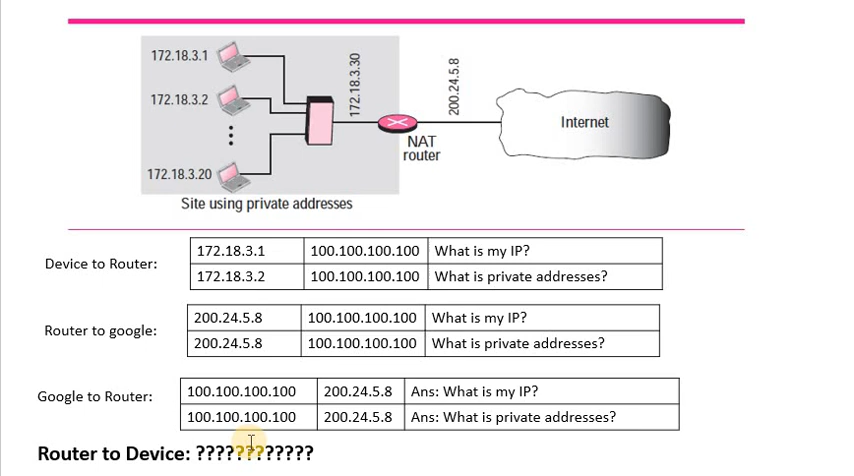 172.18.3.1
172.18.3.2
172.18.3.20
172.18.3.30
200.24.5.8
NAT
router
Internet
Site using private addresses
Device to Router:
172.18.3.1 100.100.100.100 What is my IP?
172.18.3.2 100.100.100.100 What is private addresses?
Router to google:
200.24.5.8 100.100.100.100 What is my IP?
200.24.5.8 100.100.100.100 What is private addresses?
Google to Router:
100.100.100.100 200.24.5.8 Ans: What is my IP?
100.100.100.100 200.24.5.8 Ans: What is private addresses?
Router to Device: ????????????